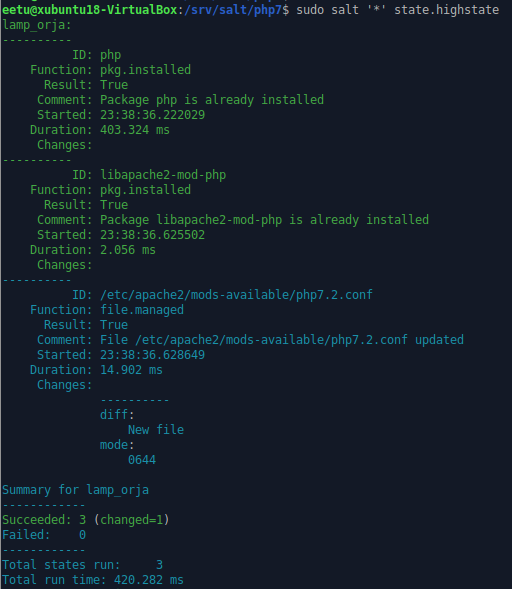 eetu@xubuntu18-VirtualBox:/srv/salt/php7$ sudo salt '*' state.highstate
lamp_orja:
----------
          ID: php
    Function: pkg.installed
      Result: True
     Comment: Package php is already installed
     Started: 23:38:36.222029
    Duration: 403.324 ms
     Changes:
----------
          ID: libapache2-mod-php
    Function: pkg.installed
      Result: True
     Comment: Package libapache2-mod-php is already installed
     Started: 23:38:36.625502
    Duration: 2.056 ms
     Changes:
----------
          ID: /etc/apache2/mods-available/php7.2.conf
    Function: file.managed
      Result: True
     Comment: File /etc/apache2/mods-available/php7.2.conf updated
     Started: 23:38:36.628649
    Duration: 14.902 ms
     Changes:
              ----------
              diff:
                  New file
              mode:
                  0644

Summary for lamp_orja
------------
Succeeded: 3 (changed=1)
Failed:    0
------------
Total states run:     3
Total run time: 420.282 ms